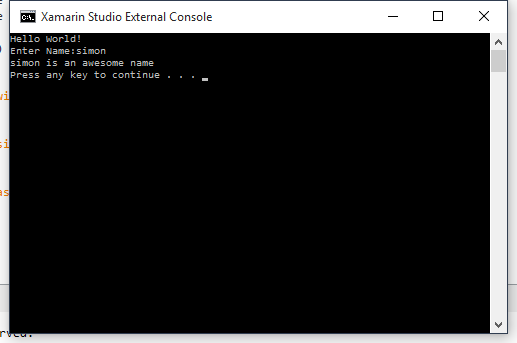 Xamarin Studio External Console
Hello World!
Enter Name:simon
simon is an awesome name
Press any key to continue . . .